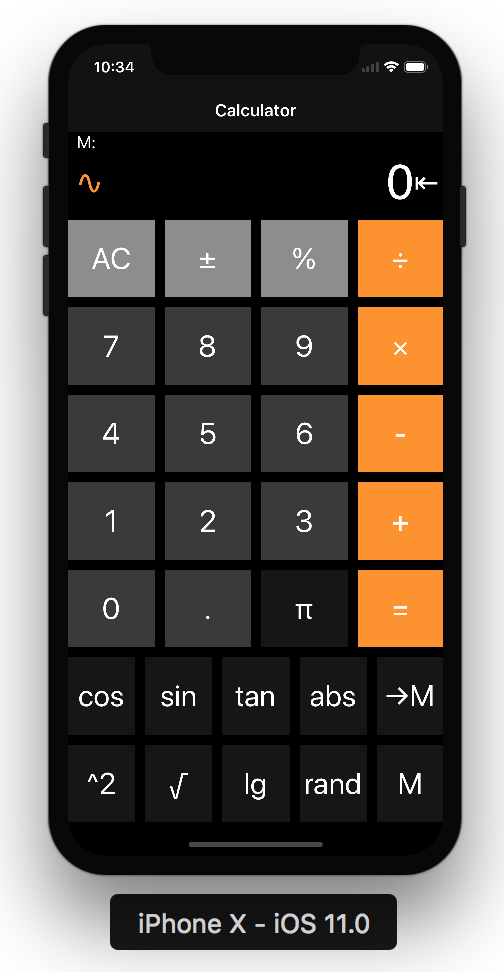 10:34
Calculator
M:
0⇤
AC ± % ÷
7 8 9 ×
4 5 6 -
1 2 3 +
0 . π =
cos sin tan abs →M
^2 √ lg rand M
iPhone X - iOS 11.0